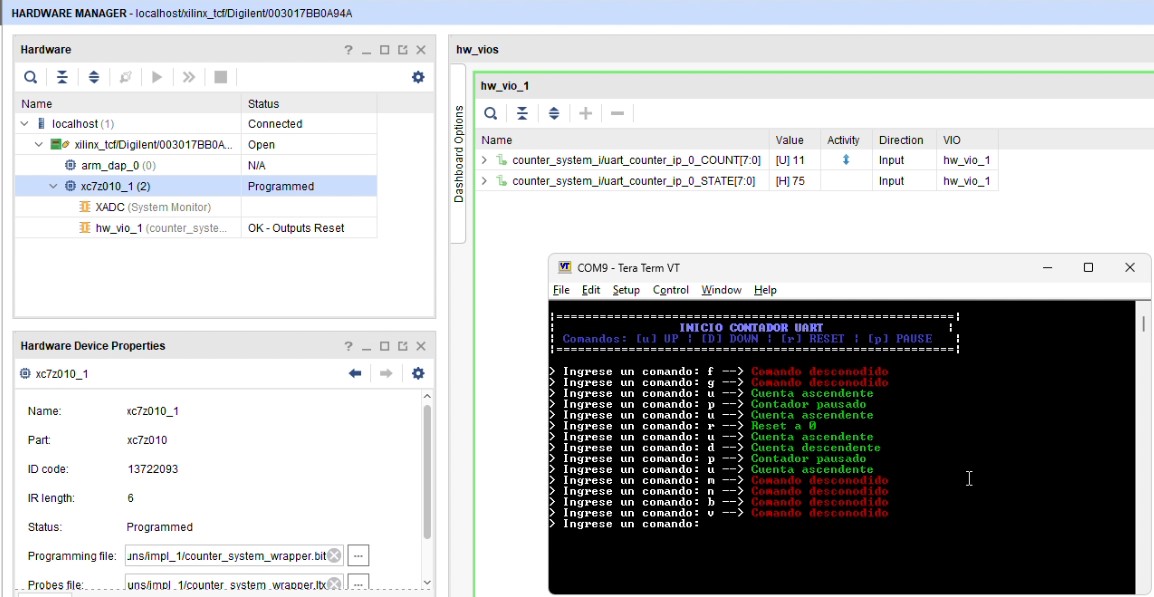 HARDWARE MANAGER - localhost/xilinx_tcf/Digilent/003017BB0A94A
Hardware
Name Status
localhost (1) Connected
xilinx_tcf/Digilent/003017BB0A... Open
arm_dap_0 (0) N/A
xc7z010_1 (2) Programmed
XADC (System Monitor)
hw_vio_1 (counter_syste... OK - Outputs Reset
Hardware Device Properties
xc7z010_1
Name: xc7z010_1
Part: xc7z010
ID code: 13722093
IR length: 6
Status: Programmed
Programming file: uns/impl_1/counter_system_wrapper.bit ...
Probes file: uns/impl_1/counter_system_wrapper.ltx ...
Dashboard Options
hw_vios
hw_vio_1
Name Value Activity Direction VIO
counter_system_i/uart_counter_ip_0_COUNT[7:0] [U] 11 Input hw_vio_1
counter_system_i/uart_counter_ip_0_STATE[7:0] [H] 75 Input hw_vio_1
VT COM9 - Tera Term VT
File Edit Setup Control Window Help
|==================================================|
| INICIO CONTADOR UART |
| Comandos: [u] UP | [D] DOWN | [r] RESET | [p] PAUSE
|==================================================|
> Ingrese un comando: f --> Comando desconodido
> Ingrese un comando: g --> Comando desconodido
> Ingrese un comando: u --> Cuenta ascendente
> Ingrese un comando: p --> Contador pausado
> Ingrese un comando: u --> Cuenta ascendente
> Ingrese un comando: r --> Reset a 0
> Ingrese un comando: u --> Cuenta ascendente
> Ingrese un comando: d --> Cuenta descendente
> Ingrese un comando: p --> Contador pausado
> Ingrese un comando: u --> Cuenta ascendente
> Ingrese un comando: m --> Comando desconodido
> Ingrese un comando: n --> Comando desconodido
> Ingrese un comando: b --> Comando desconodido
> Ingrese un comando: v --> Comando desconodido
> Ingrese un comando: